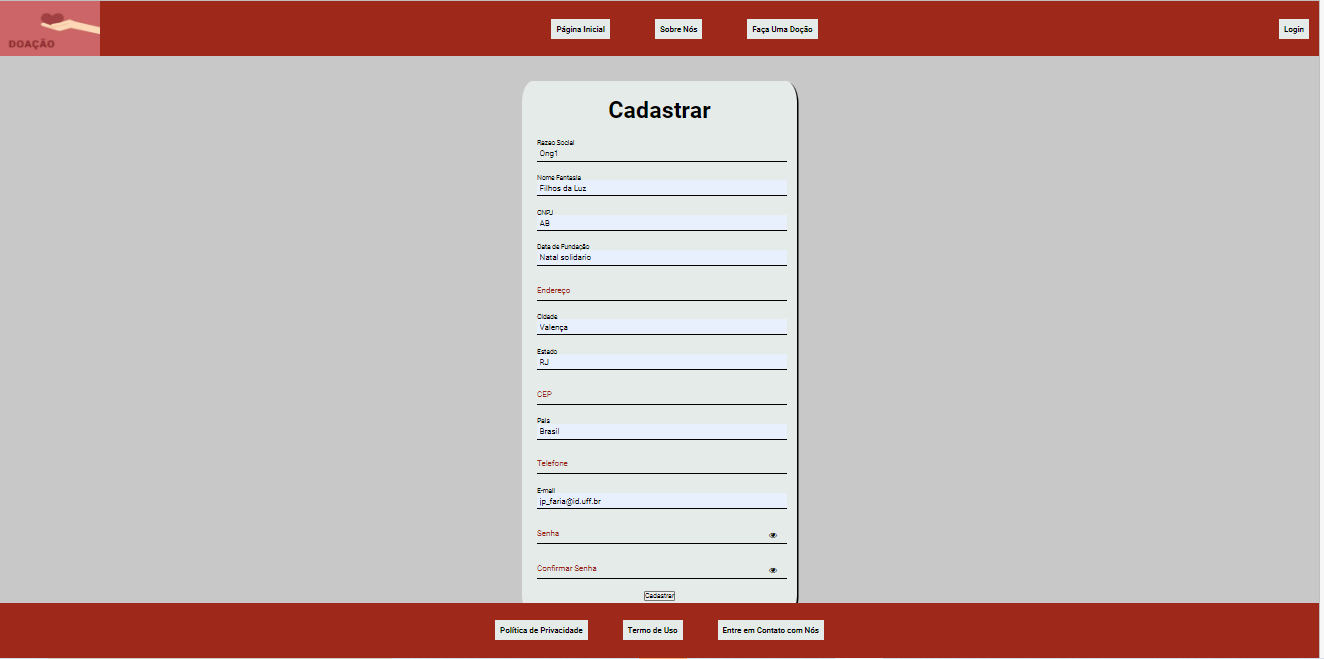 DOAÇÃO
Página Inicial
Sobre Nós
Faça Uma Doção
Login
Cadastrar
Razao Social
Ong1
Nome Fantasia
Filhos da Luz
CNPJ
AB
Data de Fundação
Natal solidario
Endereço
Cidade
Valença
Estado
RJ
CEP
Pais
Brasil
Telefone
E-mail
jp_faria@id.uff.br
Senha
Confirmar Senha
Cadastrar
Política de Privacidade
Termo de Uso
Entre em Contato com Nós